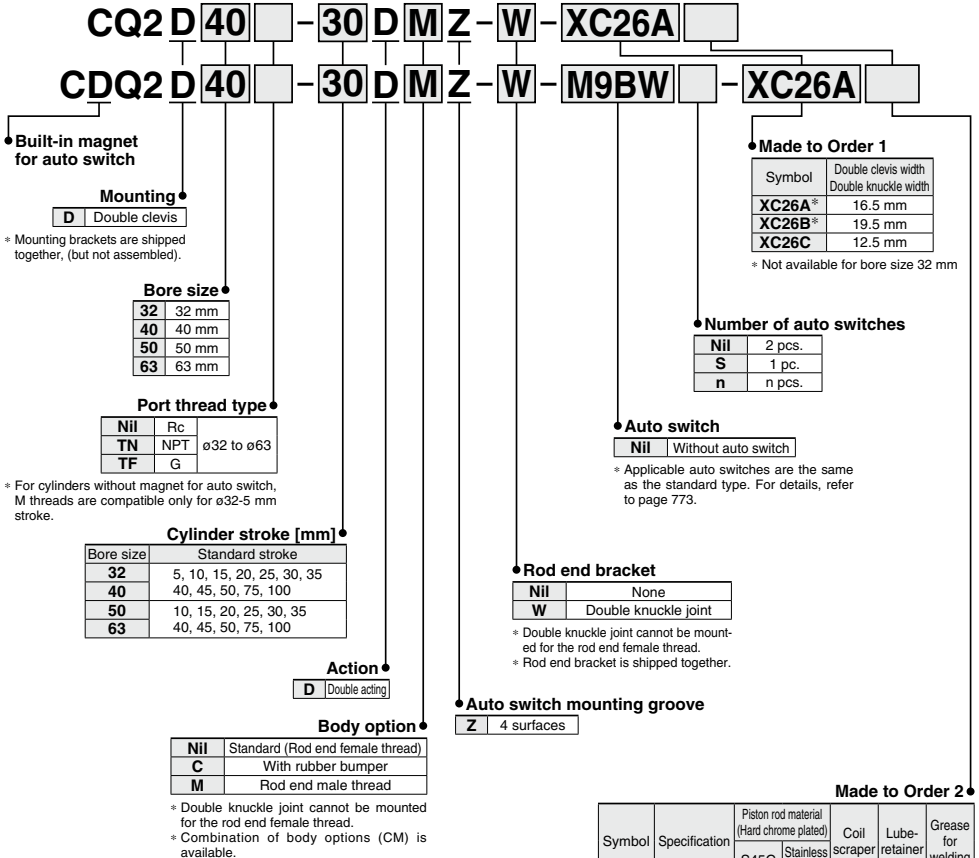 CQ2 D 40 - 30 D M Z - W - XC26A
CDQ2 D 40 - 30 D M Z - W - M9BW - XC26A
Built-in magnet
for auto switch
Mounting
D Double clevis
* Mounting brackets are shipped
together, (but not assembled).
Bore size
32 32 mm
40 40 mm
50 50 mm
63 63 mm
Port thread type
Nil Rc ø32 to ø63
TN NPT
TF G
* For cylinders without magnet for auto switch,
M threads are compatible only for ø32-5 mm
stroke.
Cylinder stroke [mm]
Bore size Standard stroke
32 5, 10, 15, 20, 25, 30, 35
40 40, 45, 50, 75, 100
50 10, 15, 20, 25, 30, 35
63 40, 45, 50, 75, 100
Action
D Double acting
Body option
Nil Standard (Rod end female thread)
C With rubber bumper
M Rod end male thread
* Double knuckle joint cannot be mounted
for the rod end female thread.
* Combination of body options (CM) is
available.
Auto switch mounting groove
Z 4 surfaces
Rod end bracket
Nil None
W Double knuckle joint
* Double knuckle joint cannot be mount-
ed for the rod end female thread.
* Rod end bracket is shipped together.
Auto switch
Nil Without auto switch
* Applicable auto switches are the same
as the standard type. For details, refer
to page 773.
Number of auto switches
Nil 2 pcs.
S 1 pc.
n n pcs.
Made to Order 1
Symbol Double clevis width
Double knuckle width
XC26A* 16.5 mm
XC26B* 19.5 mm
XC26C 12.5 mm
* Not available for bore size 32 mm
Made to Order 2
Symbol Specification Piston rod material
(Hard chrome plated)
Stainless
Coil
scraper
Lube-
retainer
Grease
for
welding